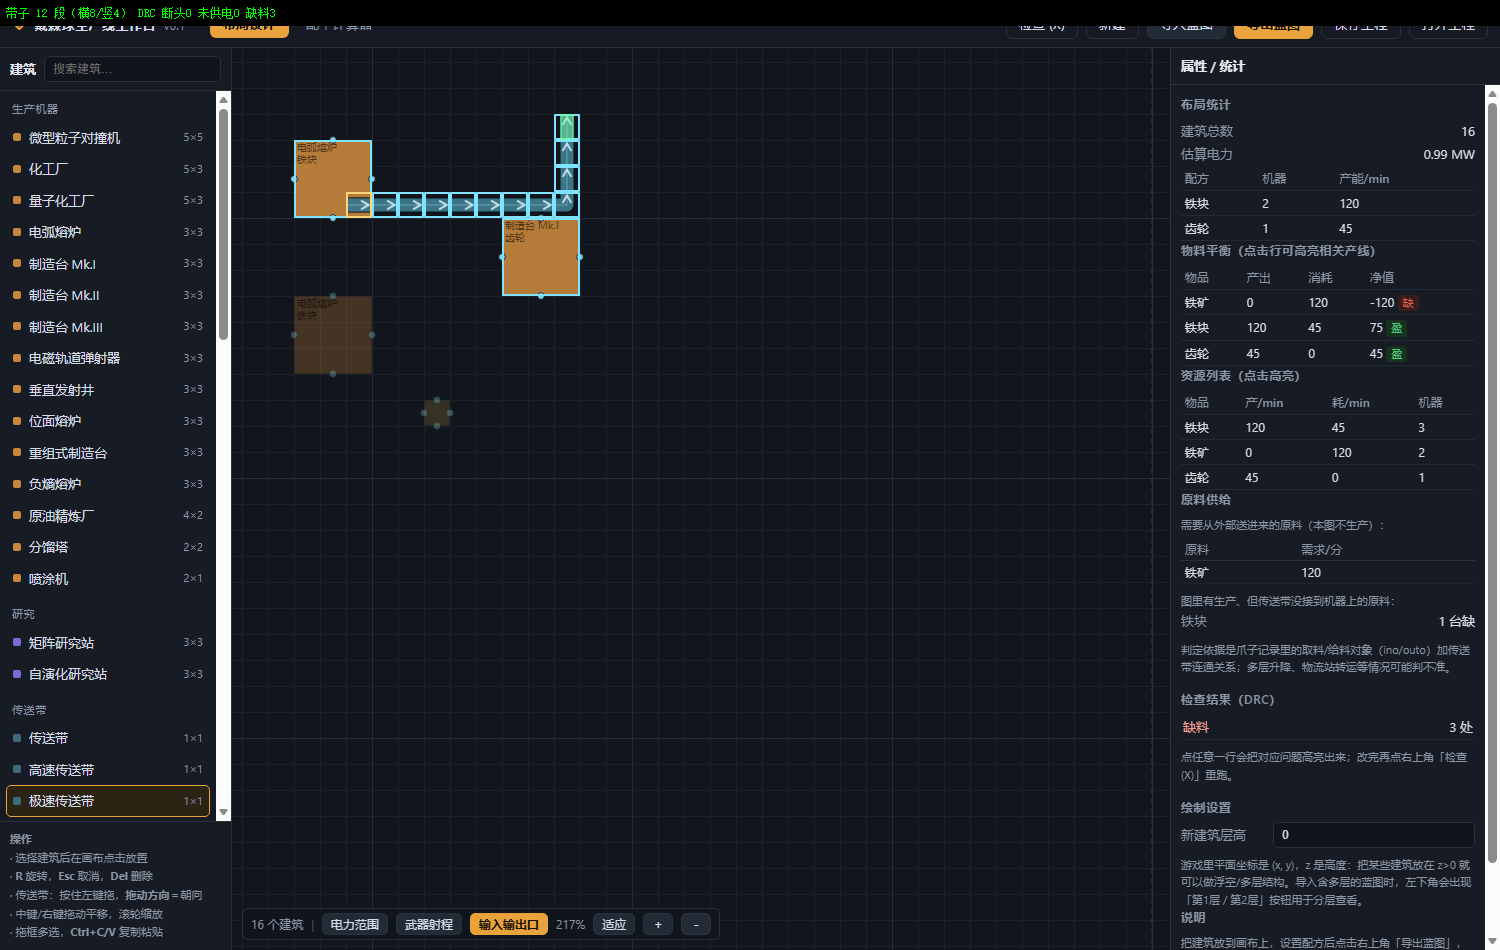 带子 12 段（横8/竖4） DRC 断头0 未供电0 缺料3
建筑
搜索建筑...
生产机器
微型粒子对撞机 5×5
化工厂 5×3
量子化工厂 5×3
电弧熔炉 3×3
制造台 Mk.I 3×3
制造台 Mk.II 3×3
制造台 Mk.III 3×3
电磁轨道弹射器 3×3
垂直发射井 3×3
位面熔炉 3×3
重组式制造台 3×3
负熵熔炉 3×3
原油精炼厂 4×2
分馏塔 2×2
喷涂机 2×1
研究
矩阵研究站 3×3
自演化研究站 3×3
传送带
传送带 1×1
高速传送带 1×1
极速传送带 1×1
操作
· 选择建筑后在画布点击放置
· R 旋转，Esc 取消，Del 删除
· 传送带：按住左键拖，拖动方向 = 朝向
· 中键/右键拖动平移，滚轮缩放
· 拖框多选，Ctrl+C/V 复制粘贴
电弧熔炉
铁块
制造台 Mk.I
齿轮
电弧熔炉
铁块
16 个建筑
电力范围
武器射程
输入输出口
217%
适应
+
-
属性 / 统计
布局统计
建筑总数 16
估算电力 0.99 MW
配方 机器 产能/min
铁块 2 120
齿轮 1 45
物料平衡（点击行可高亮相关产线）
物品 产出 消耗 净值
铁矿 0 120 -120 缺
铁块 120 45 75 盈
齿轮 45 0 45 盈
资源列表（点击高亮）
物品 产/min 耗/min 机器
铁块 120 45 3
铁矿 0 120 2
齿轮 45 0 1
原料供给
需要从外部送进来的原料（本图不生产）：
原料 需求/分
铁矿 120
图里有生产、但传送带没接到机器上的原料：
铁块 1 台缺
判定依据是爪子记录里的取料/给料对象（ino/outo）加传送
带连通关系；多层升降、物流站转运等情况可能判不准。
检查结果（DRC）
缺料 3 处
点任意一行会把对应问题高亮出来；改完再点右上角「检查
(X)」重跑。
绘制设置
新建筑层高 0
游戏里平面坐标是 (x, y)，z 是高度：把某些建筑放在 z>0 就
可以做浮空/多层结构。导入含多层的蓝图时，左下角会出现
「第1层 / 第2层」按钮用于分层查看。
说明
把建筑放到画布上，设置配方后点击右上角「导出蓝图」，